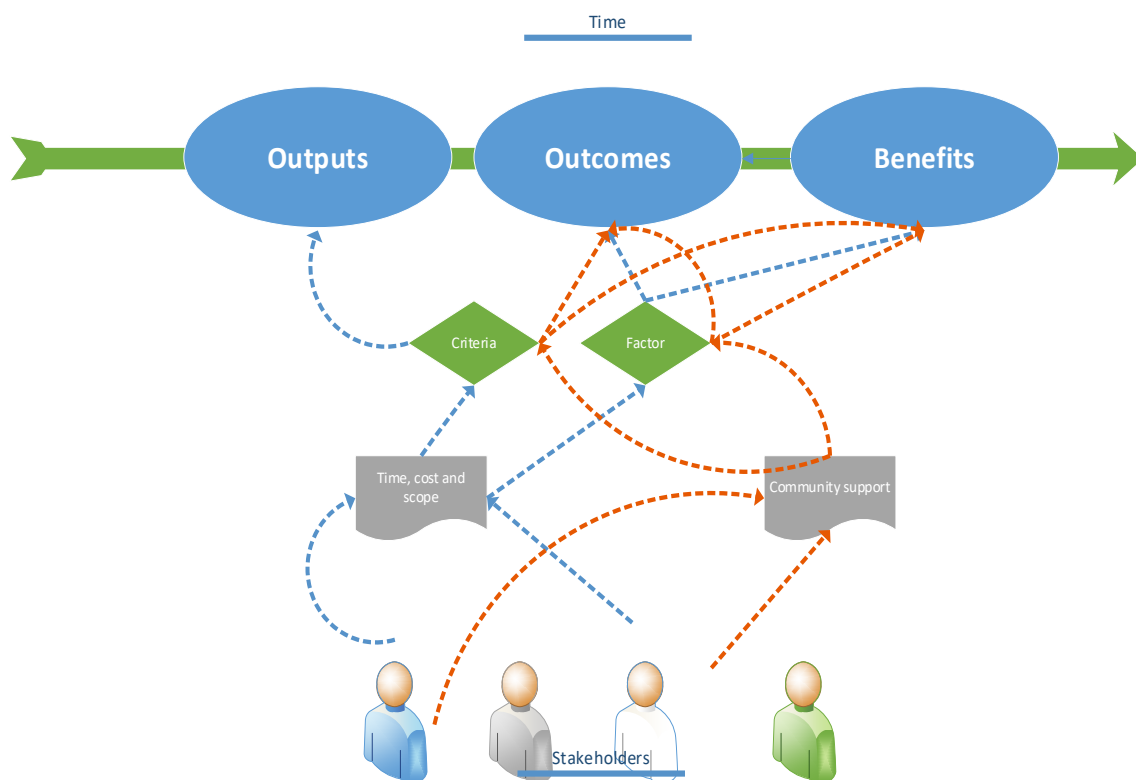 Time
Outputs
Outcomes
Benefits
Criteria
Factor
Time, cost and
scope
Community support
Stakeholders